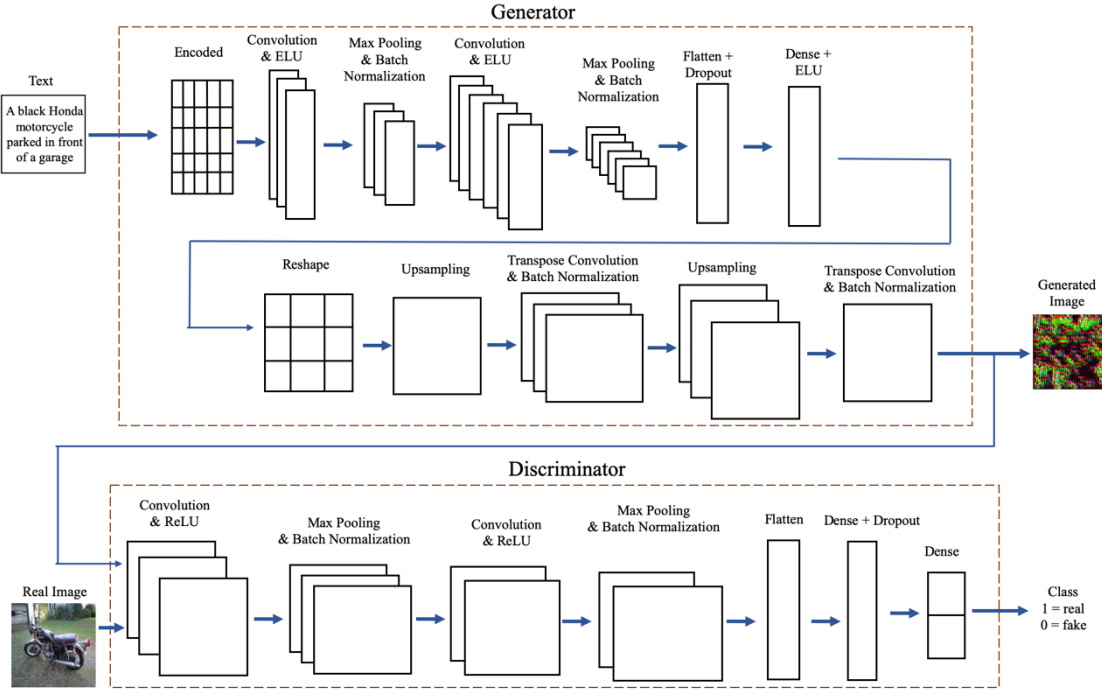 Generator
Text
A black Honda
motorcycle
parked in front
of a garage
Encoded
Convolution
& ELU
Max Pooling
& Batch
Normalization
Convolution
& ELU
Max Pooling
& Batch
Normalization
Flatten +
Dropout
Dense +
ELU
Reshape
Upsampling
Transpose Convolution
& Batch Normalization
Upsampling
Transpose Convolution
& Batch Normalization
Generated
Image
Discriminator
Real Image
Convolution
& ReLU
Max Pooling
& Batch Normalization
Convolution
& ReLU
Max Pooling
& Batch Normalization
Flatten
Dense + Dropout
Dense
Class
1 = real
0 = fake